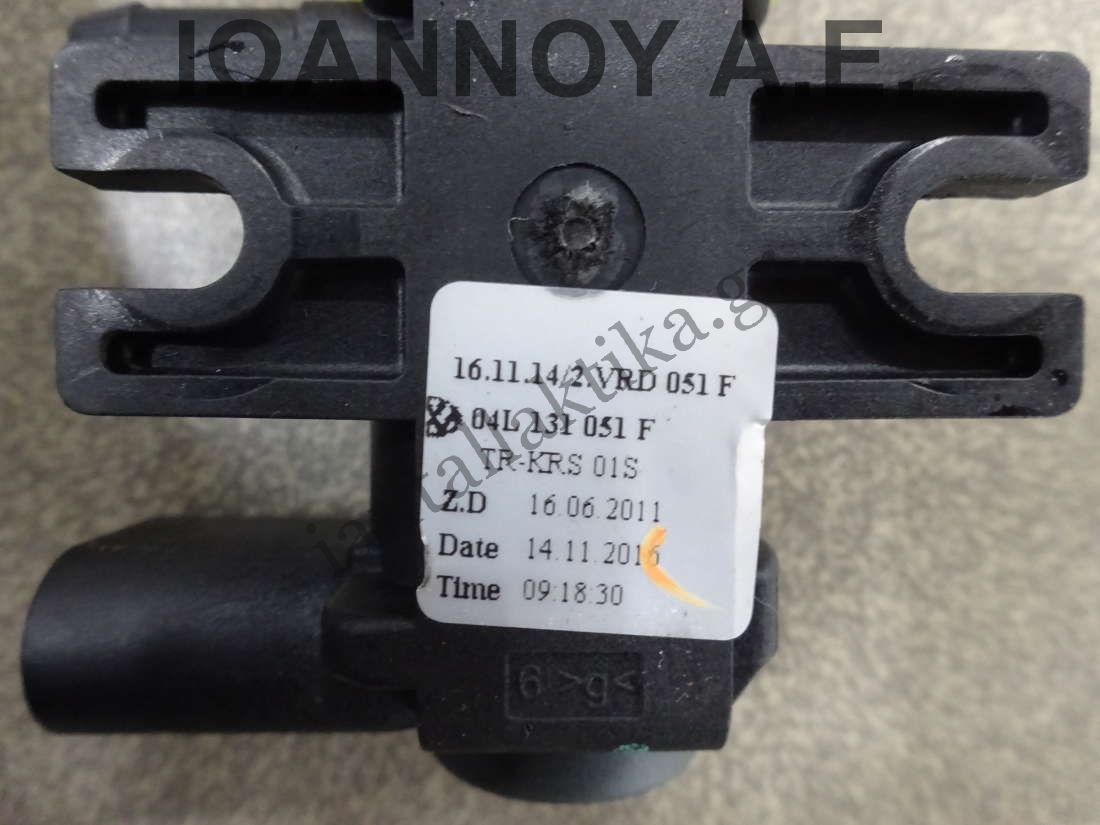 IOANNOY A.E.
16.11.14/2.VRD 051 F
04L 131 051 F
TR-KRS 01S
Z.D 16.06.2011
Date 14.11.2016
Time 09:18:30
6 >g<